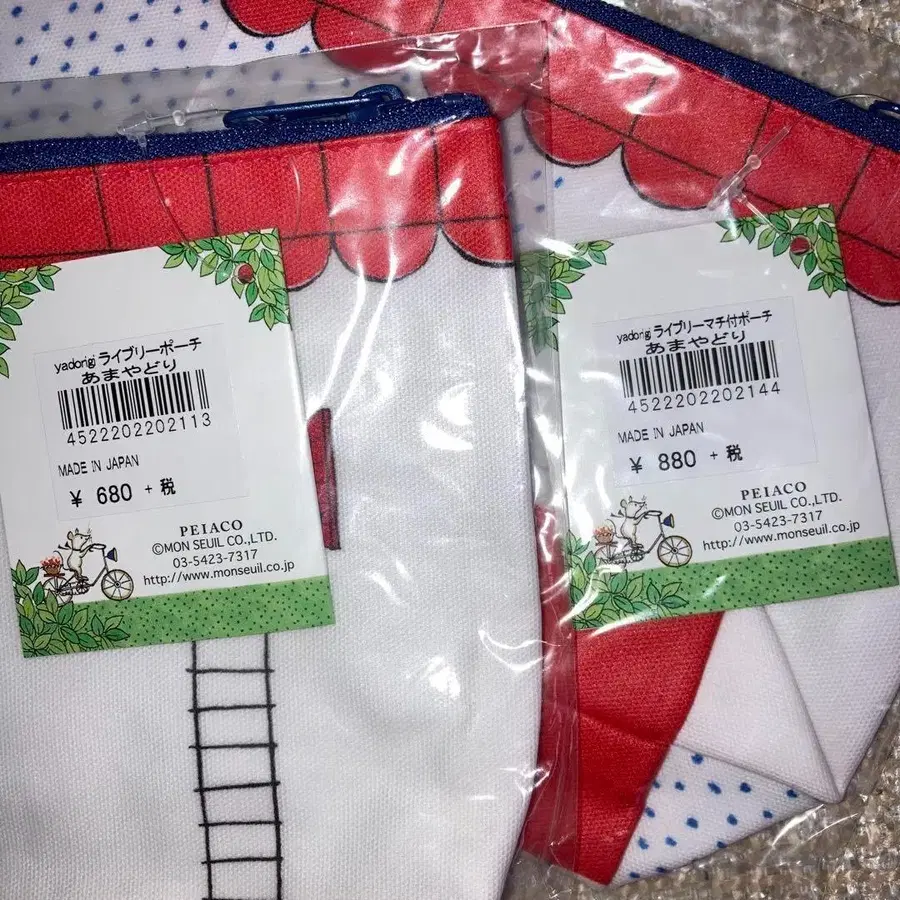 yadorigi ライブリーポーチ
あまやどり
4522202202113
MADE IN JAPAN
¥ 680 + 税
PEIACO
©MON SEUIL CO.,LTD.
03-5423-7317
http://www.monseuil.co.jp
yadorigi ライブリーマチ付ポーチ
あまやどり
4522202202144
MADE IN JAPAN
¥ 880 + 税
PEIACO
©MON SEUIL CO.,LTD.
03-5423-7317
http://www.monseuil.co.jp